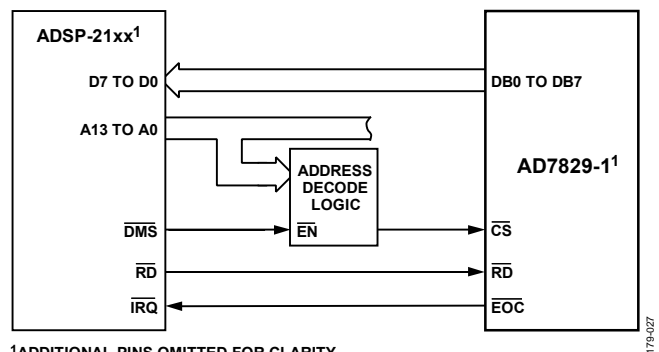 ADSP-21xx¹
D7 TO D0
DB0 TO DB7
A13 TO A0
AD7829-1¹
ADDRESS
DECODE
LOGIC
DMS
EN
CS
RD
RD
IRQ
EOC
¹ADDITIONAL PINS OMITTED FOR CLARITY
179-027